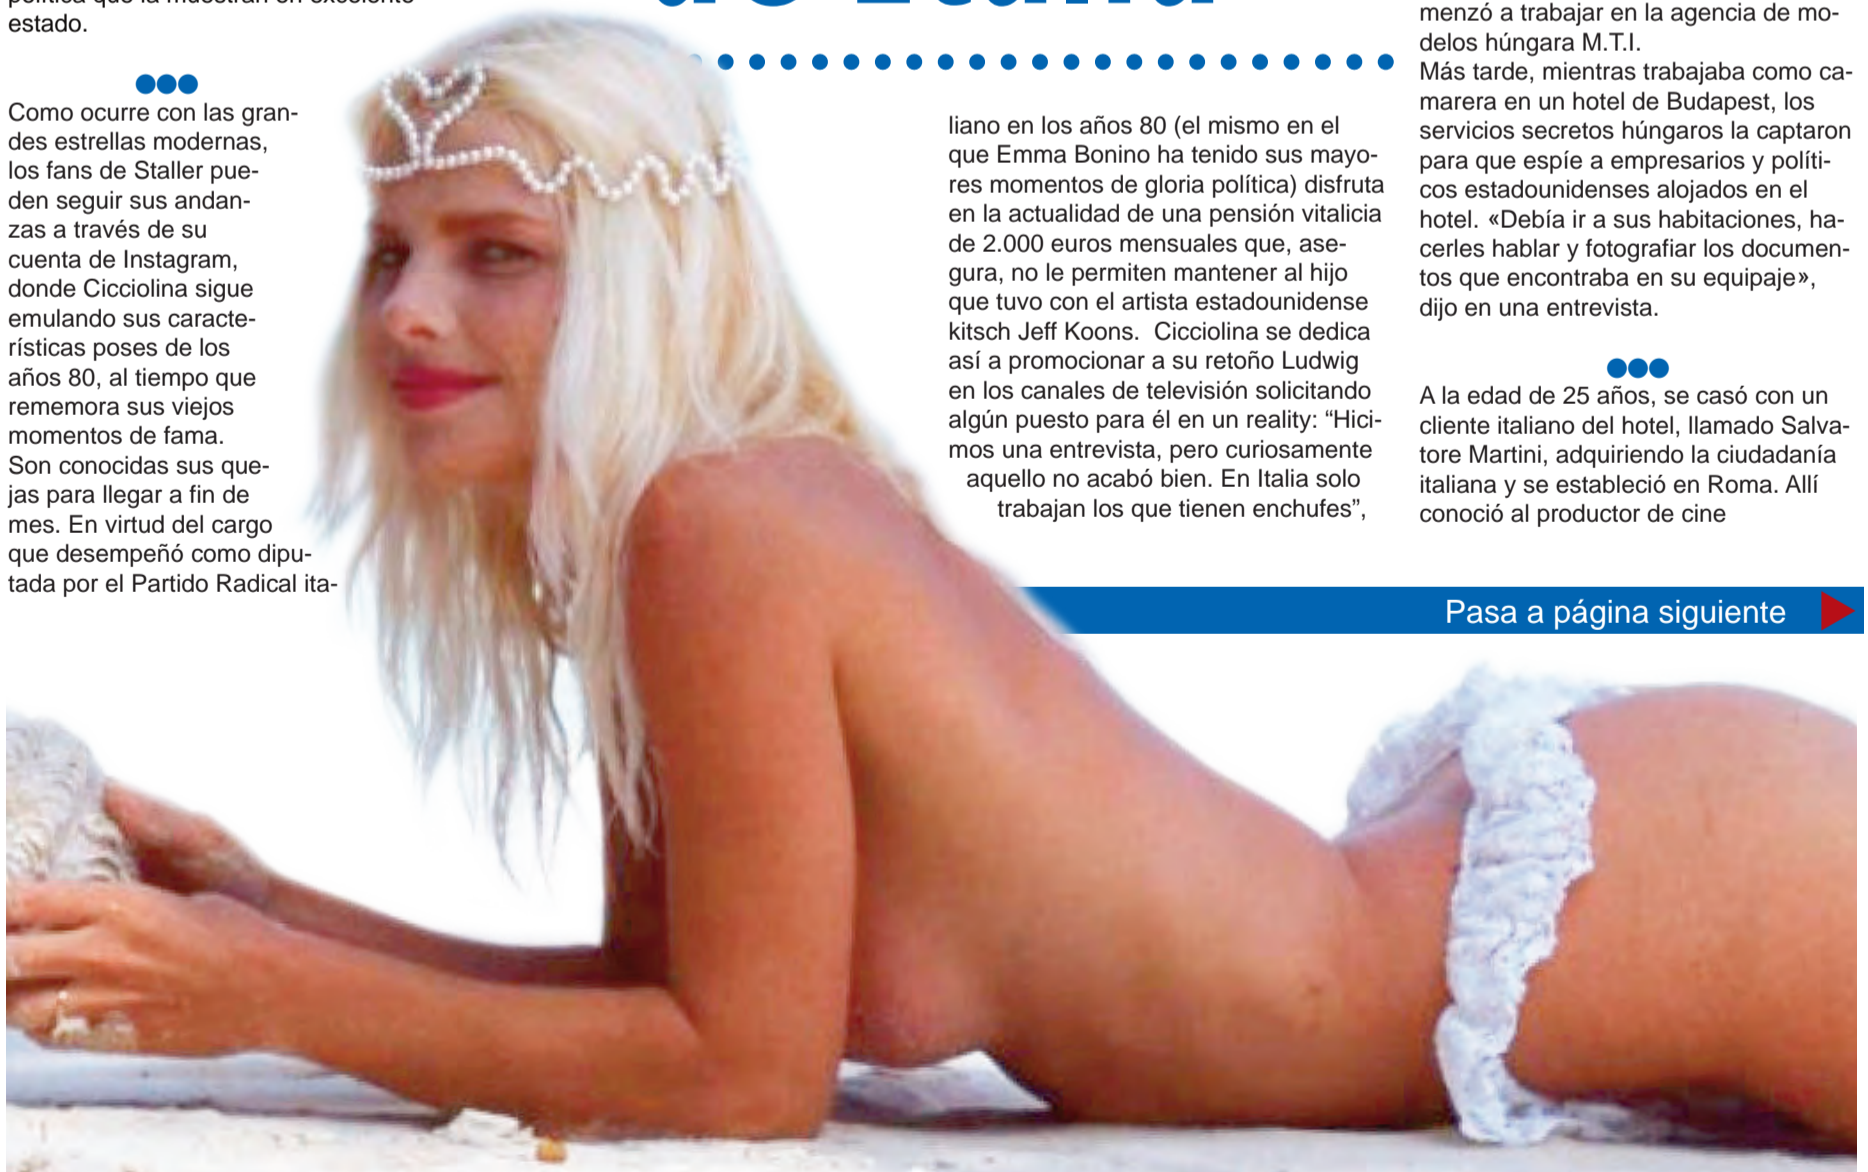 estado.
Como ocurre con las gran-
des estrellas modernas,
los fans de Staller pue-
den seguir sus andan-
zas a través de su
cuenta de Instagram,
donde Cicciolina sigue
emulando sus caracte-
rísticas poses de los
años 80, al tiempo que
rememora sus viejos
momentos de fama.
Son conocidas sus que-
jas para llegar a fin de
mes. En virtud del cargo
que desempeñó como dipu-
tada por el Partido Radical ita-
liano en los años 80 (el mismo en el
que Emma Bonino ha tenido sus mayo-
res momentos de gloria política) disfruta
en la actualidad de una pensión vitalicia
de 2.000 euros mensuales que, ase-
gura, no le permiten mantener al hijo
que tuvo con el artista estadounidense
kitsch Jeff Koons. Cicciolina se dedica
así a promocionar a su retoño Ludwig
en los canales de televisión solicitando
algún puesto para él en un reality: “Hici-
mos una entrevista, pero curiosamente
aquello no acabó bien. En Italia solo
trabajan los que tienen enchufes”,
menzó a trabajar en la agencia de mo-
delos húngara M.T.I.
Más tarde, mientras trabajaba como ca-
marera en un hotel de Budapest, los
servicios secretos húngaros la captaron
para que espíe a empresarios y políti-
cos estadounidenses alojados en el
hotel. «Debía ir a sus habitaciones, ha-
cerles hablar y fotografiar los documen-
tos que encontraba en su equipaje»,
dijo en una entrevista.
A la edad de 25 años, se casó con un
cliente italiano del hotel, llamado Salva-
tore Martini, adquiriendo la ciudadanía
italiana y se estableció en Roma. Allí
conoció al productor de cine
Pasa a página siguiente